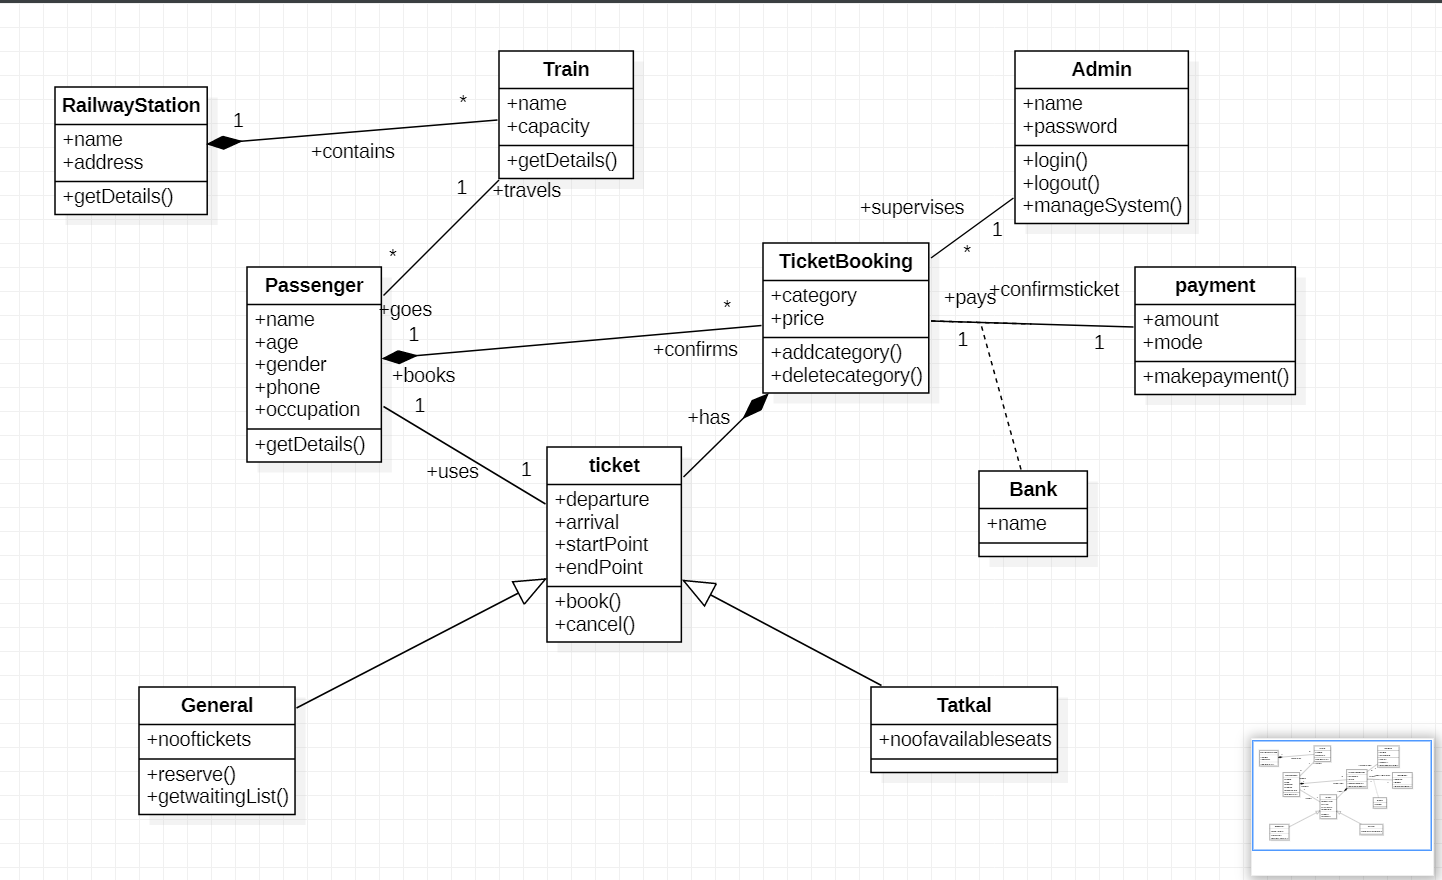 Train
+name
+capacity
+getDetails()
Admin
+name
+password
+login()
+logout()
+manageSystem()
RailwayStation
+name
+address
+getDetails()
1
*
+contains
1
+travels
*
+goes
+supervises
1
*
Passenger
+name
+age
+gender
+phone
+occupation
+getDetails()
TicketBooking
+category
+price
+addcategory()
+deletecategory()
payment
+amount
+mode
+makepayment()
+pays
+confirmsticket
1
1
1
*
+books
+confirms
1
+uses
1
+has
ticket
+departure
+arrival
+startPoint
+endPoint
+book()
+cancel()
Bank
+name
General
+nooftickets
+reserve()
+getwaitingList()
Tatkal
+noofavailableseats